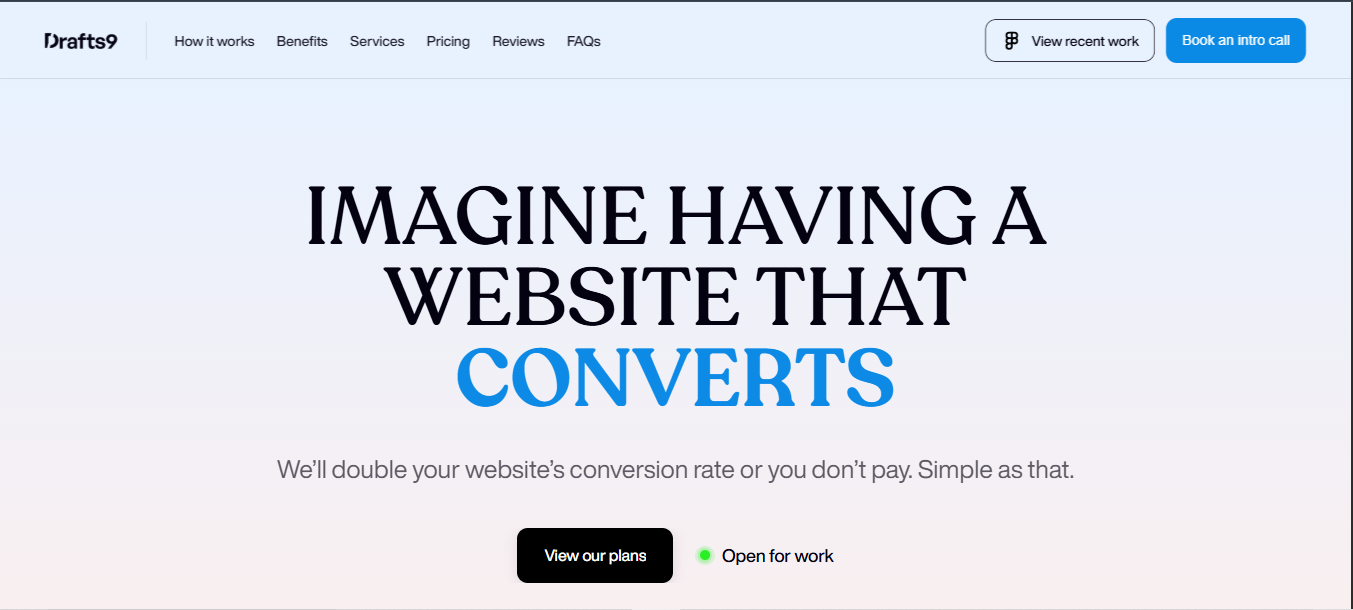 Drafts9
How it works
Benefits
Services
Pricing
Reviews
FAQs
View recent work
Book an intro call
IMAGINE HAVING A
WEBSITE THAT
CONVERTS
We’ll double your website’s conversion rate or you don’t pay. Simple as that.
View our plans
Open for work